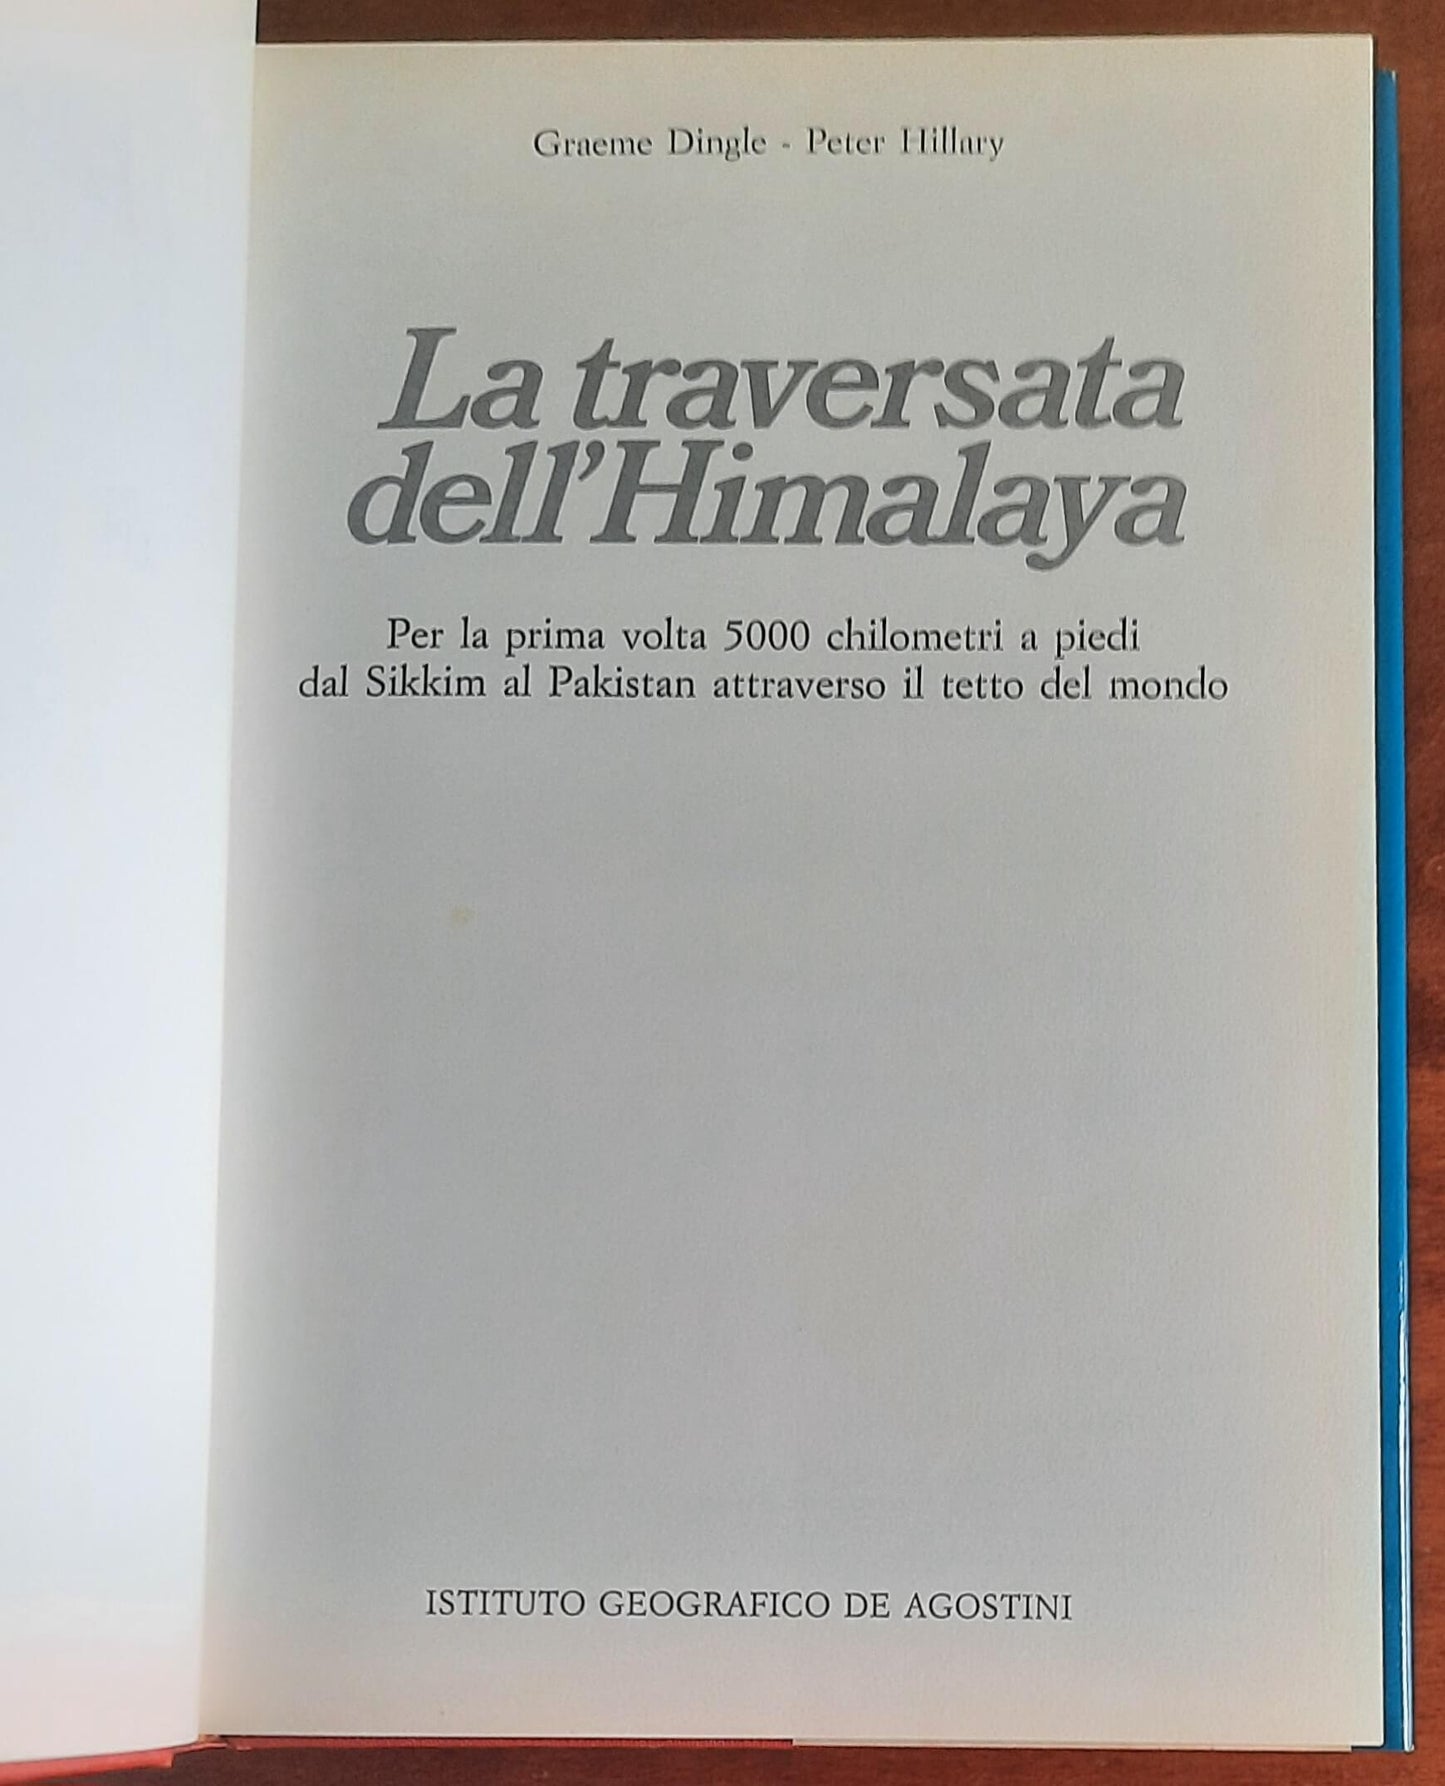 Graeme Dingle - Peter Hillary
La traversata
dell'Himalaya
Per la prima volta 5000 chilometri a piedi
dal Sikkim al Pakistan attraverso il tetto del mondo
ISTITUTO GEOGRAFICO DE AGOSTINI